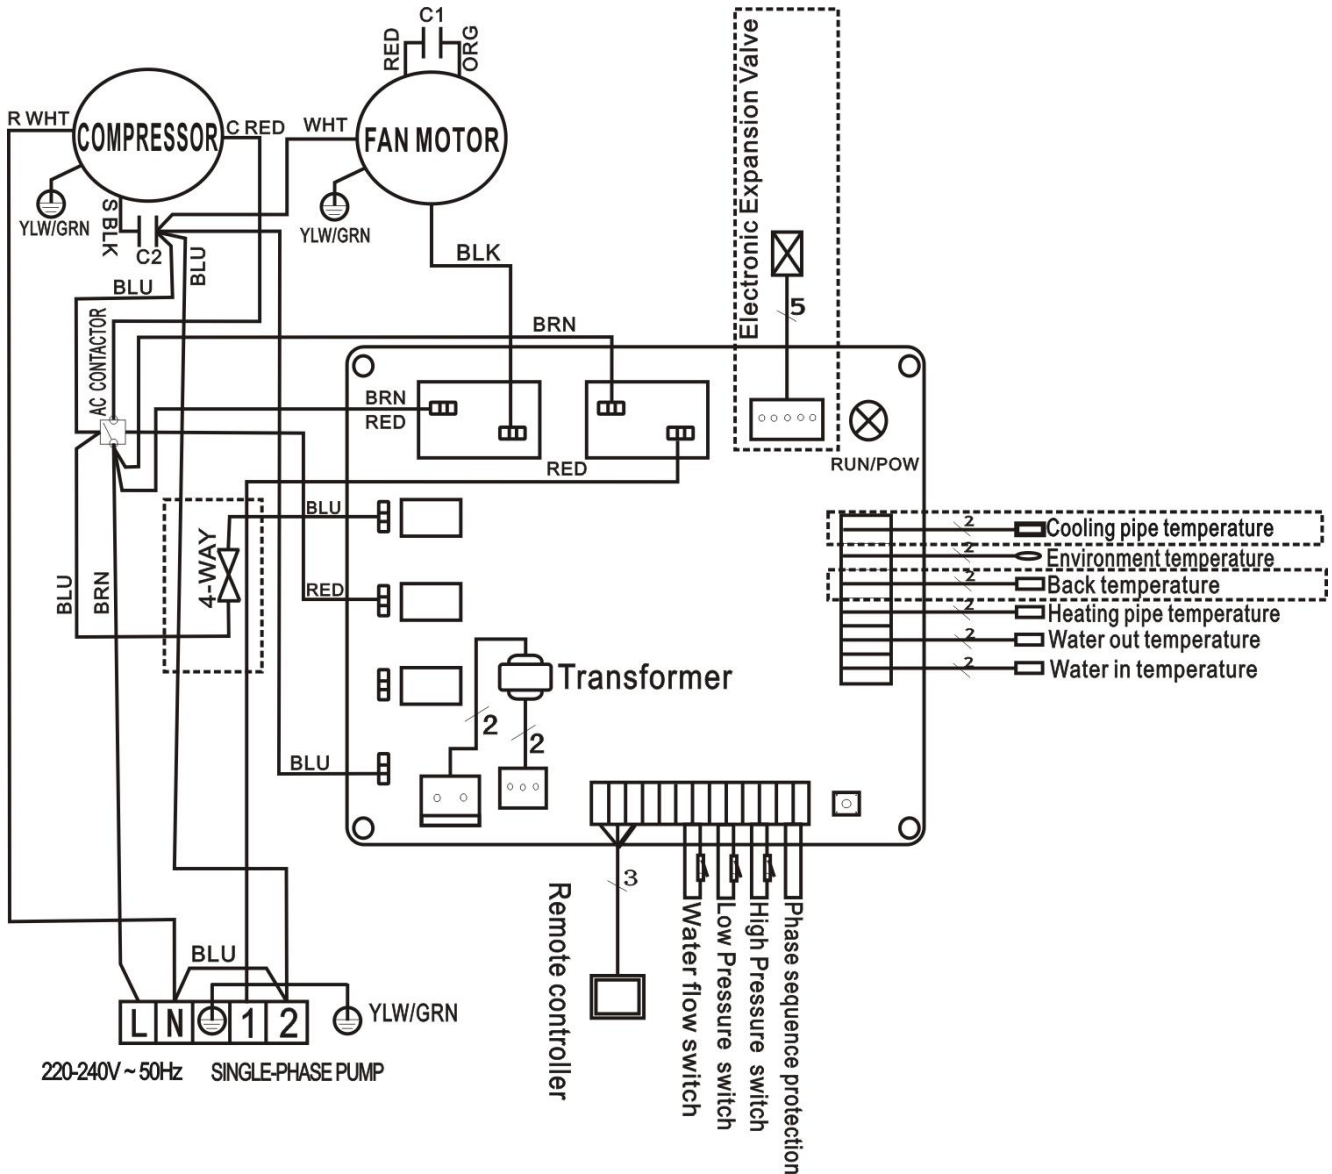 C1
RED
ORG
Electronic Expansion Valve
R WHT
COMPRESSOR
C RED
WHT
FAN MOTOR
YLW/GRN
S BLK
C2
BLU
YLW/GRN
BLK
BLU
5
AC CONTACTOR
BRN
BRN
RED
RED
RUN/POW
BLU
4-WAY
BLU
BRN
RED
2
Cooling pipe temperature
2
Environment temperature
2
Back temperature
2
Heating pipe temperature
2
Water out temperature
2
Water in temperature
Transformer
2
2
BLU
3
Remote controller
Water flow switch
Low Pressure switch
High Pressure switch
Phase sequence protection
BLU
L N 1 2
YLW/GRN
220-240V ~ 50Hz SINGLE-PHASE PUMP